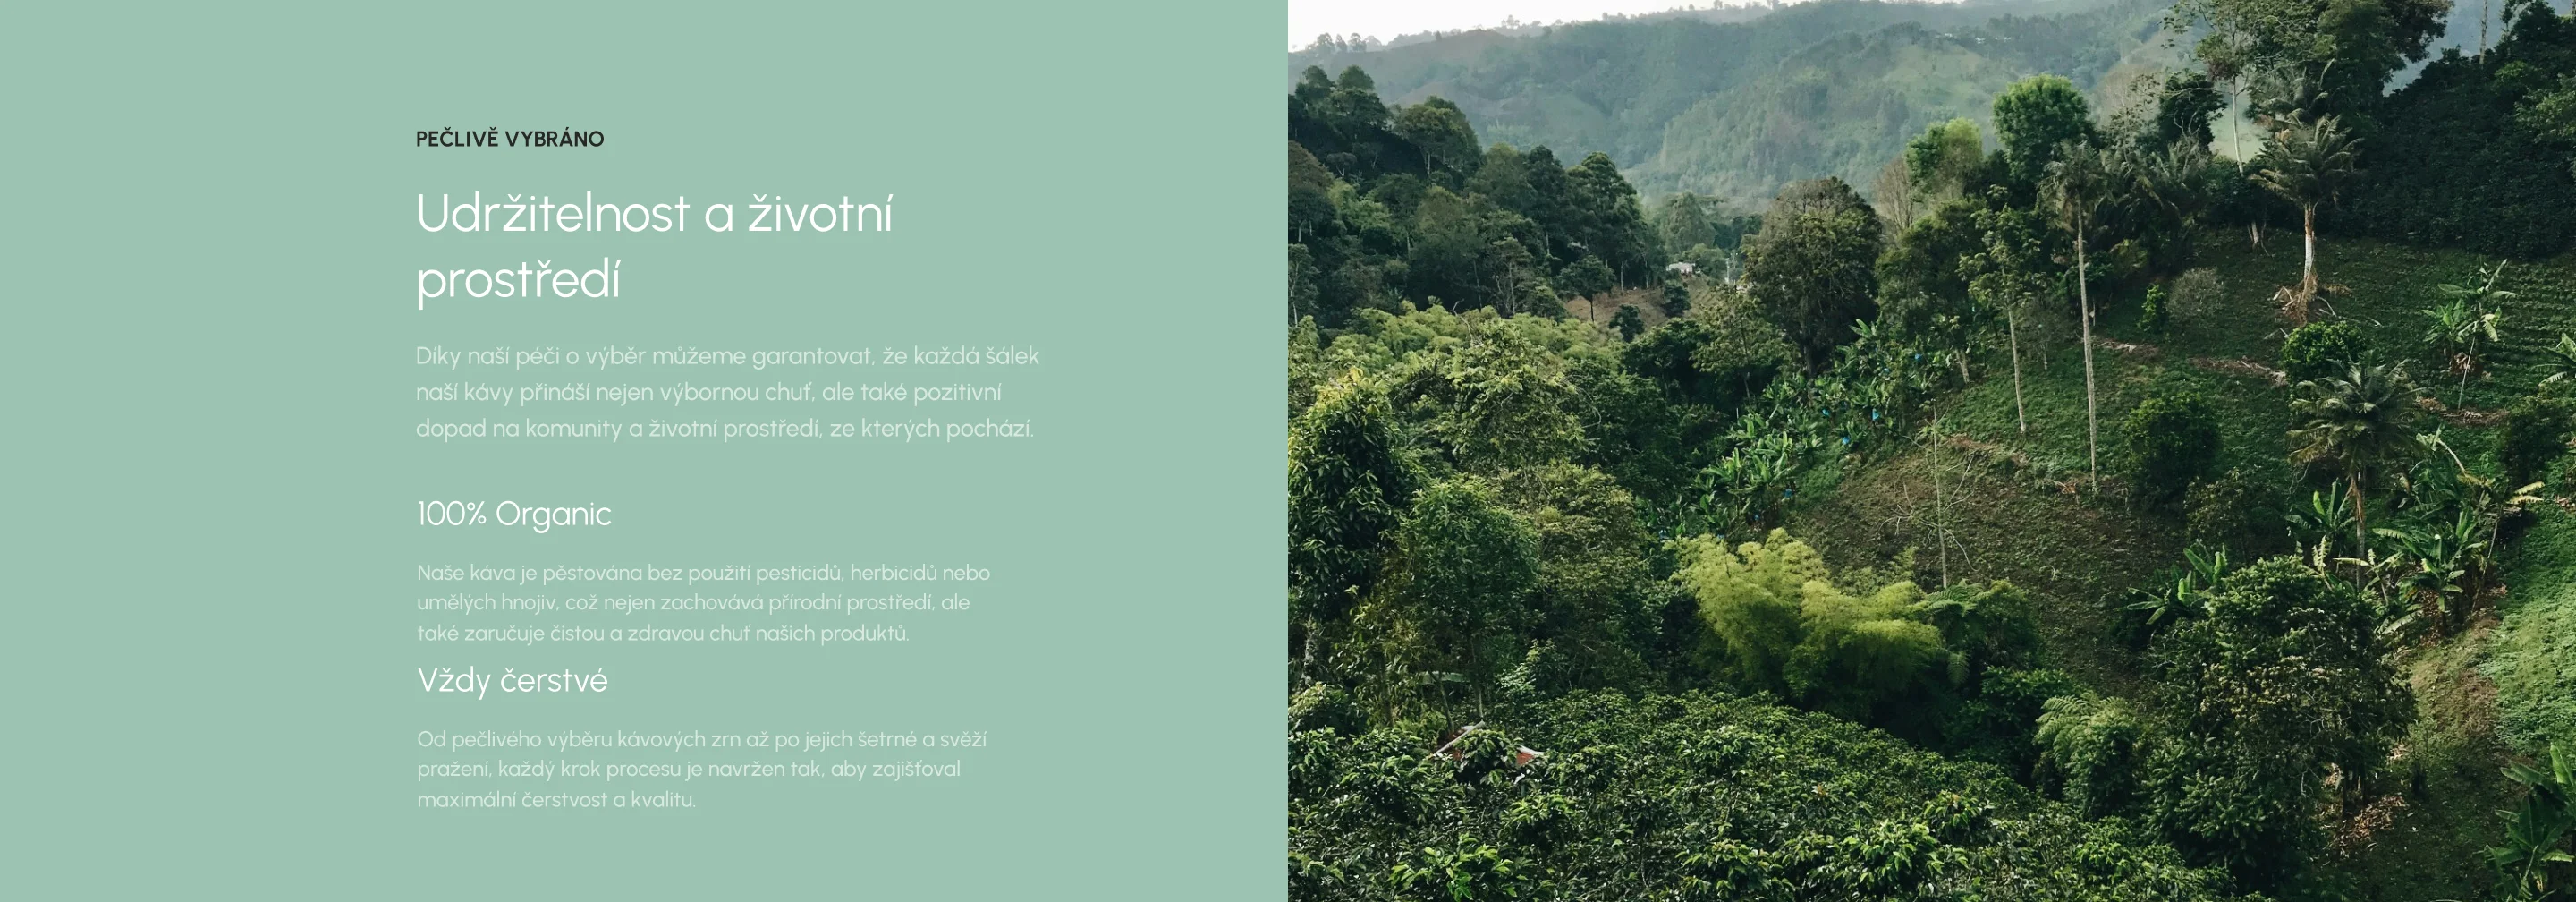 PEČLIVĚ VYBRÁNO
Udržitelnost a životní
prostředí
Díky naší péči o výběr můžeme garantovat, že každá šálek
naší kávy přináší nejen výbornou chuť, ale také pozitivní
dopad na komunity a životní prostředí, ze kterých pochází.
100% Organic
Naše káva je pěstována bez použití pesticidů, herbicidů nebo
umělých hnojiv, což nejen zachovává přírodní prostředí, ale
také zaručuje čistou a zdravou chuť našich produktů.
Vždy čerstvé
Od pečlivého výběru kávových zrn až po jejich šetrné a svěží
pražení, každý krok procesu je navržen tak, aby zajišťoval
maximální čerstvost a kvalitu.